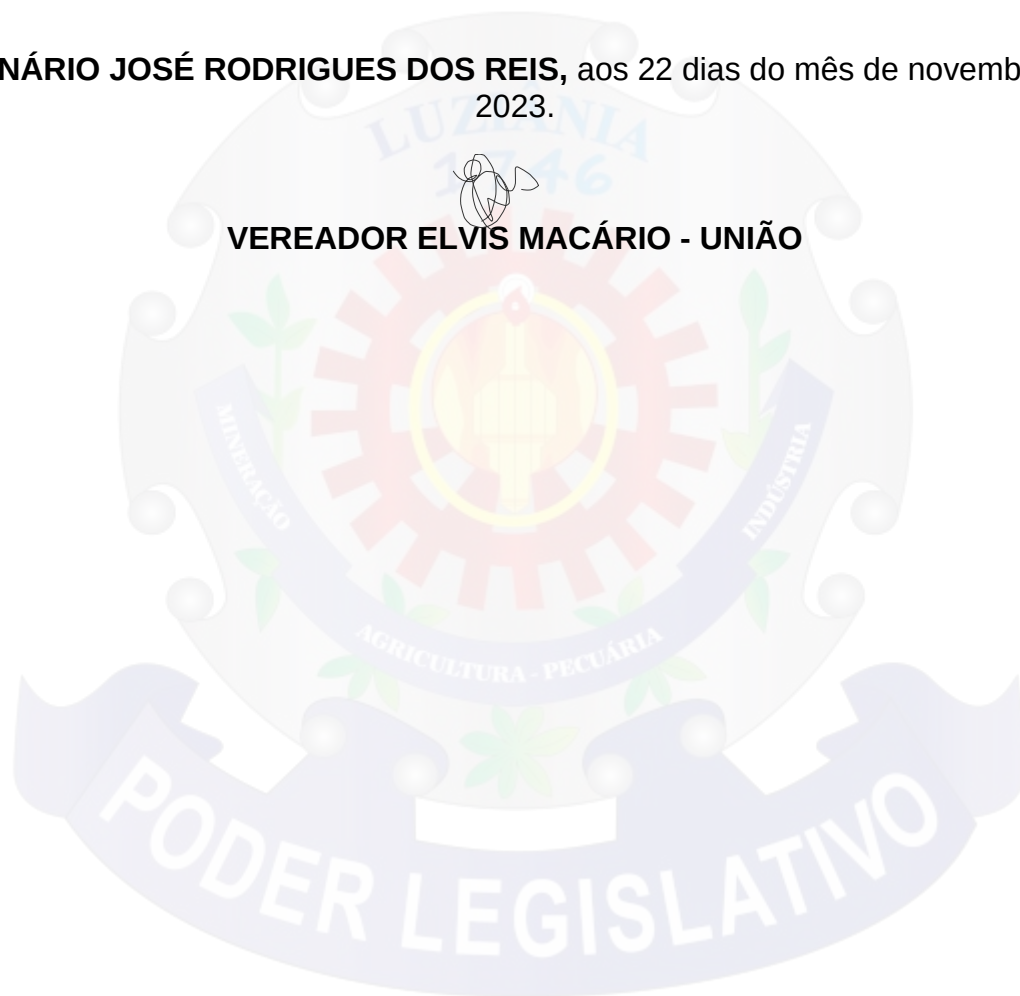 NÁRIO JOSÉ RODRIGUES DOS REIS, aos 22 dias do mês de novemb
2023.
LUZIÂNIA
1746
VEREADOR ELVIS MACÁRIO - UNIÃO
MINERAÇÃO
INDÚSTRIA
AGRICULTURA - PECUÁRIA
PODER LEGISLATIVO